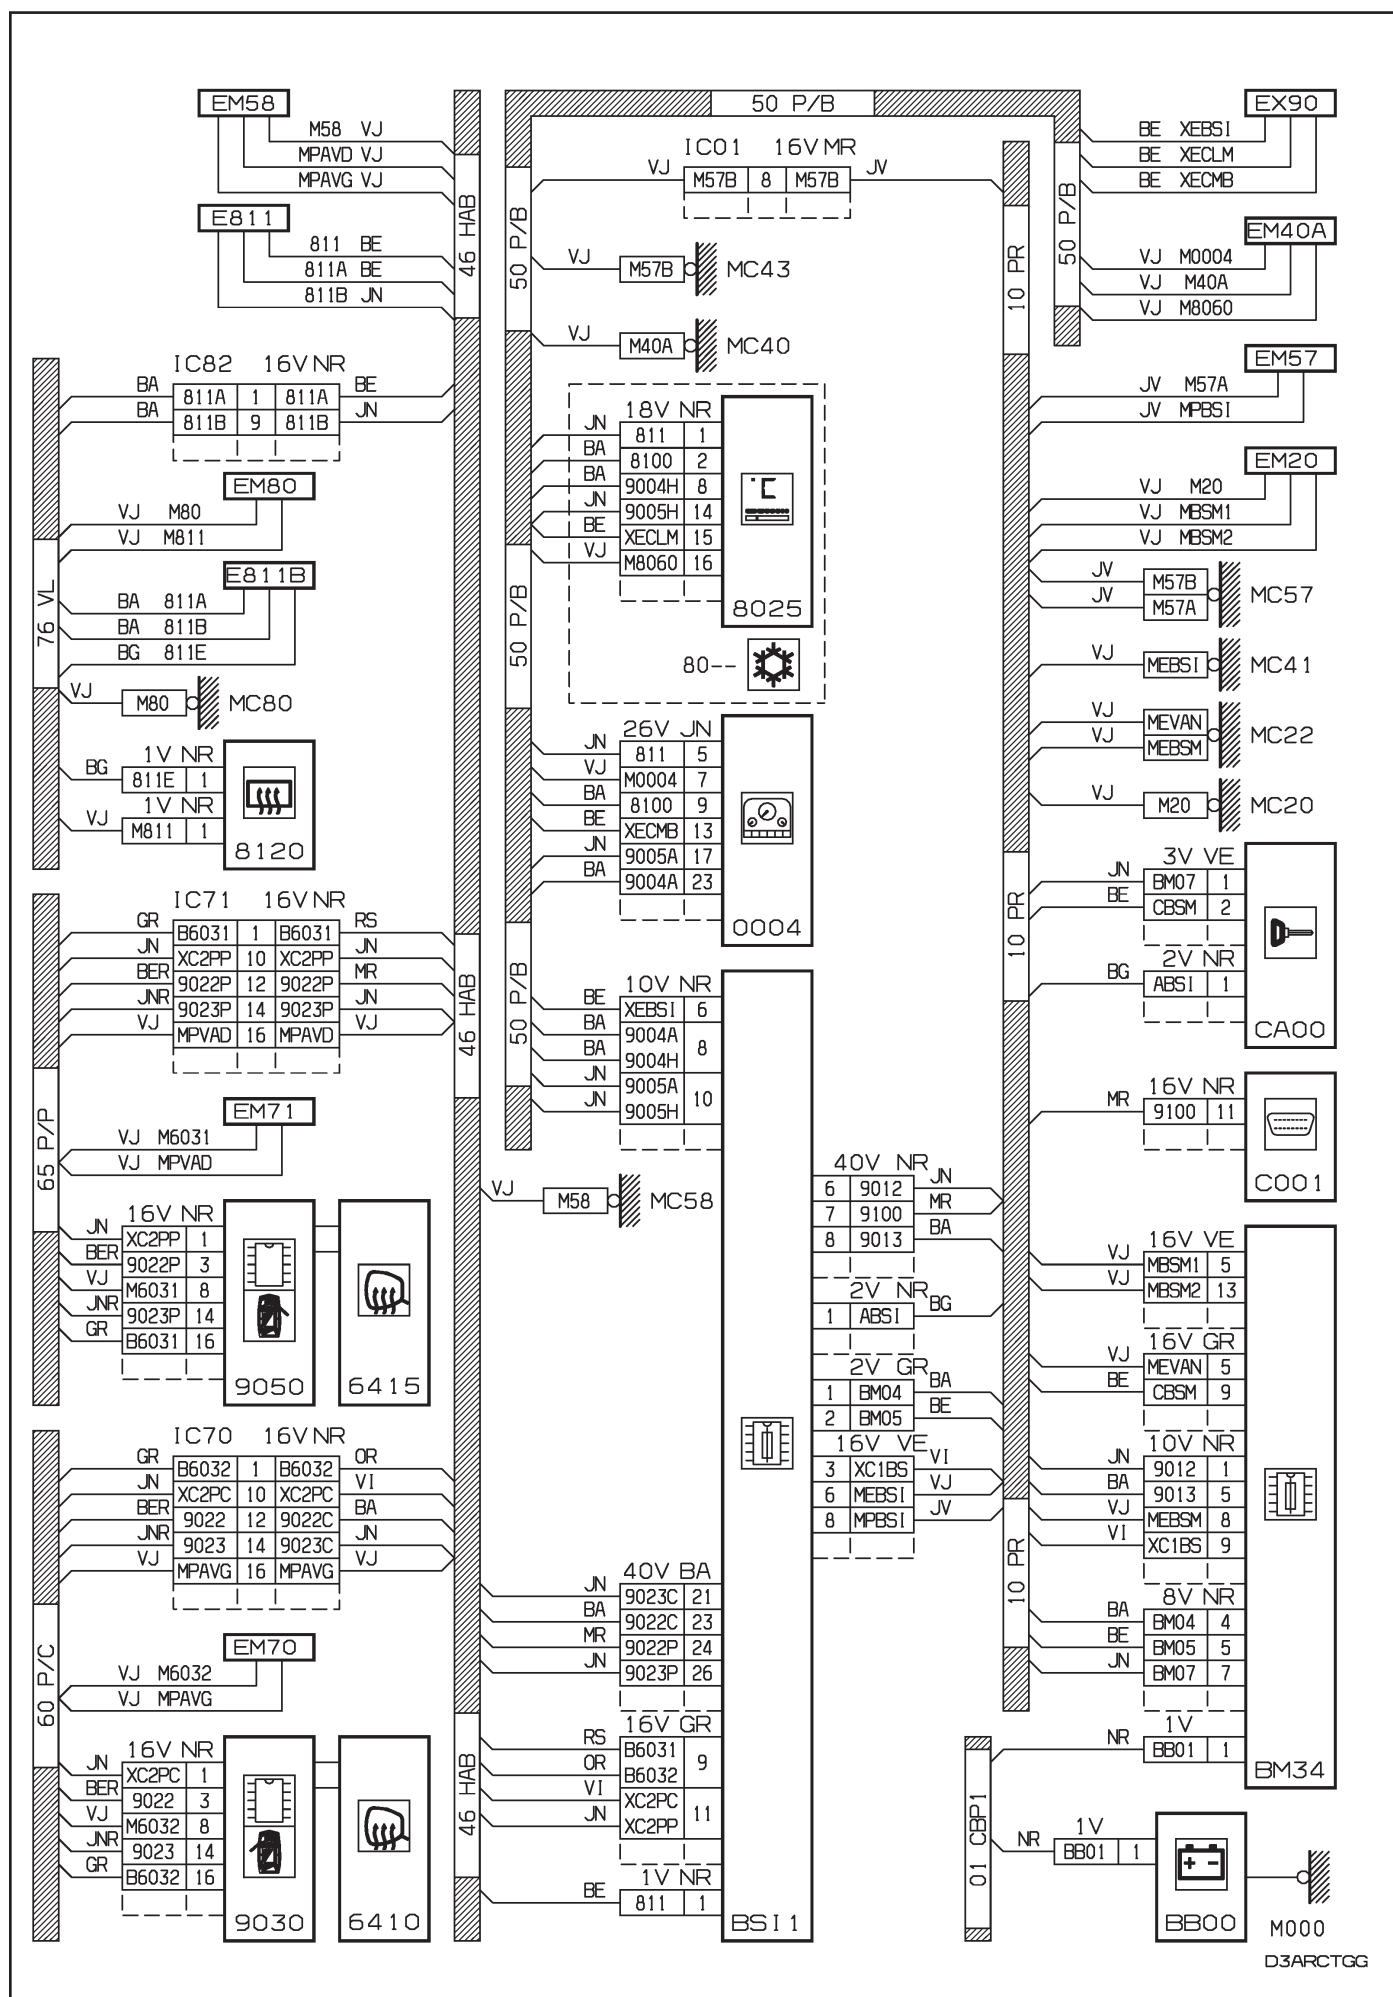 50 P/B
EM58
M58 VJ
MPAVD VJ
MPAVG VJ
E811
811 BE
811A BE
811B JN
46 HAB
IC82 16V NR
BA 811A 1 811A BE
BA 811B 9 811B JN
EM80
VJ M80
VJ M811
E811B
BA 811A
BA 811B
BG 811E
76 VL
VJ M80 MC80
1V NR
BG 811E 1
1V NR
VJ M811 1
8120
IC71 16V NR
GR B6031 1 B6031 RS
JN XC2PP 10 XC2PP JN
BER 9022P 12 9022P MR
JNR 9023P 14 9023P JN
VJ MPVAD 16 MPAVD VJ
46 HAB
65 P/P
EM71
VJ M6031
VJ MPVAD
16V NR
JN XC2PP 1
BER 9022P 3
VJ M6031 8
JNR 9023P 14
GR B6031 16
9050
6415
IC70 16V NR
GR B6032 1 B6032 OR
JN XC2PC 10 XC2PC VI
BER 9022 12 9022C BA
JNR 9023 14 9023C JN
VJ MPAVG 16 MPAVG VJ
60 P/C
EM70
VJ M6032
VJ MPAVG
16V NR
JN XC2PC 1
BER 9022 3
VJ M6032 8
JNR 9023 14
GR B6032 16
9030
6410
46 HAB
50 P/B
IC01 16V MR
VJ M57B 8 M57B JV
VJ M57B MC43
VJ M40A MC40
18V NR
JN 811 1
BA 8100 2
BA 9004H 8
JN 9005H 14
BE XECLM 15
VJ M8060 16
°C
8025
80--
50 P/B
26V JN
JN 811 5
VJ M0004 7
BA 8100 9
BE XECMB 13
JN 9005A 17
BA 9004A 23
0004
50 P/B
10V NR
BE XEBSI 6
BA 9004A
8
BA 9004H
JN 9005A
10
JN 9005H
VJ M58 MC58
40V NR
6 9012 JN
7 9100 MR
8 9013 BA
2V NR
1 ABSI BG
2V GR
1 BM04 BA
2 BM05 BE
16V VE
3 XC1BS VI
6 MEBSI VJ
8 MPBSI JV
40V BA
JN 9023C 21
BA 9022C 23
MR 9022P 24
JN 9023P 26
16V GR
RS B6031
9
OR B6032
VI XC2PC
11
JN XC2PP
1V NR
BE 811 1
BSI1
10 PR
50 P/B
EX90
BE XEBSI
BE XECLM
BE XECMB
EM40A
VJ M0004
VJ M40A
VJ M8060
EM57
JV M57A
JV MPBSI
EM20
VJ M20
VJ MBSM1
VJ MBSM2
JV M57B
JV M57A
MC57
VJ MEBSI MC41
VJ MEVAN
VJ MEBSM
MC22
VJ M20 MC20
10 PR
3V VE
JN BM07 1
BE CBSM 2
2V NR
BG ABSI 1
CA00
16V NR
MR 9100 11
C001
16V VE
VJ MBSM1 5
VJ MBSM2 13
16V GR
VJ MEVAN 5
BE CBSM 9
10V NR
JN 9012 1
BA 9013 5
VJ MEBSM 8
VI XC1BS 9
10 PR
8V NR
BA BM04 4
BE BM05 5
JN BM07 7
1V
NR BB01 1
BM34
01 CBP1
1V
NR BB01 1
+ -
BB00
M000
D3ARCTGG